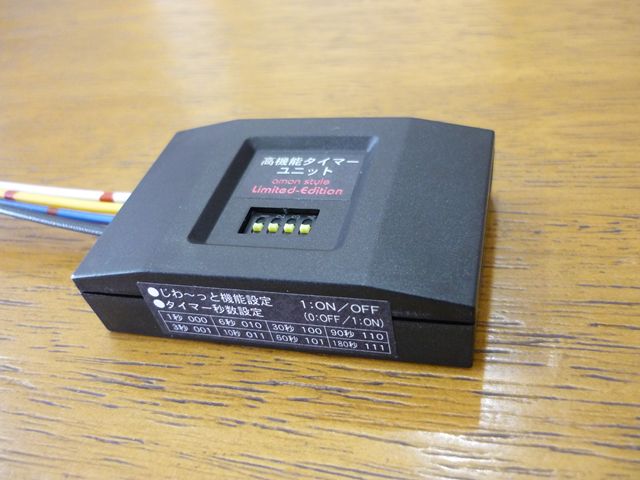 高機能タイマー
ユニット
amon style
Limited-Edition
●じわ〜っと機能設定 1:ON/OFF
●タイマー秒数設定 (0:OFF/1:ON)
1秒 000 6秒 010 30秒 100 90秒 110
3秒 001 10秒 011 60秒 101 180秒 111